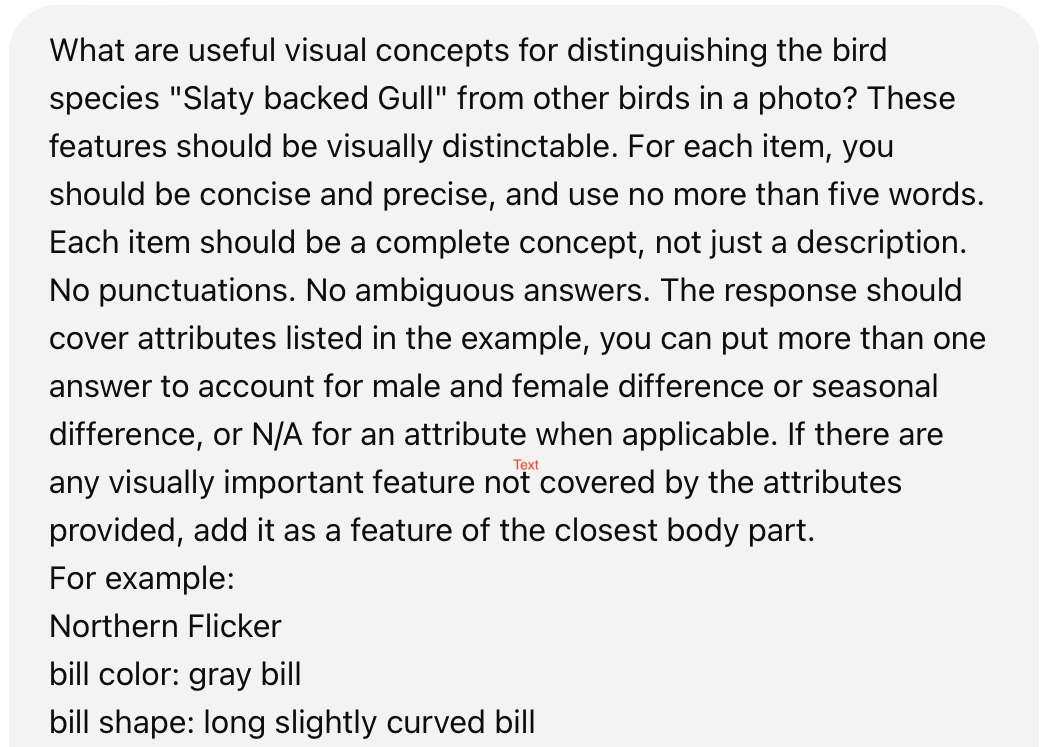 What are useful visual concepts for distinguishing the bird
species "Slaty backed Gull" from other birds in a photo? These
features should be visually distinctable. For each item, you
should be concise and precise, and use no more than five words.
Each item should be a complete concept, not just a description.
No punctuations. No ambiguous answers. The response should
cover attributes listed in the example, you can put more than one
answer to account for male and female difference or seasonal
difference, or N/A for an attribute when applicable. If there are
Text
any visually important feature not covered by the attributes
provided, add it as a feature of the closest body part.
For example:
Northern Flicker
bill color: gray bill
bill shape: long slightly curved bill